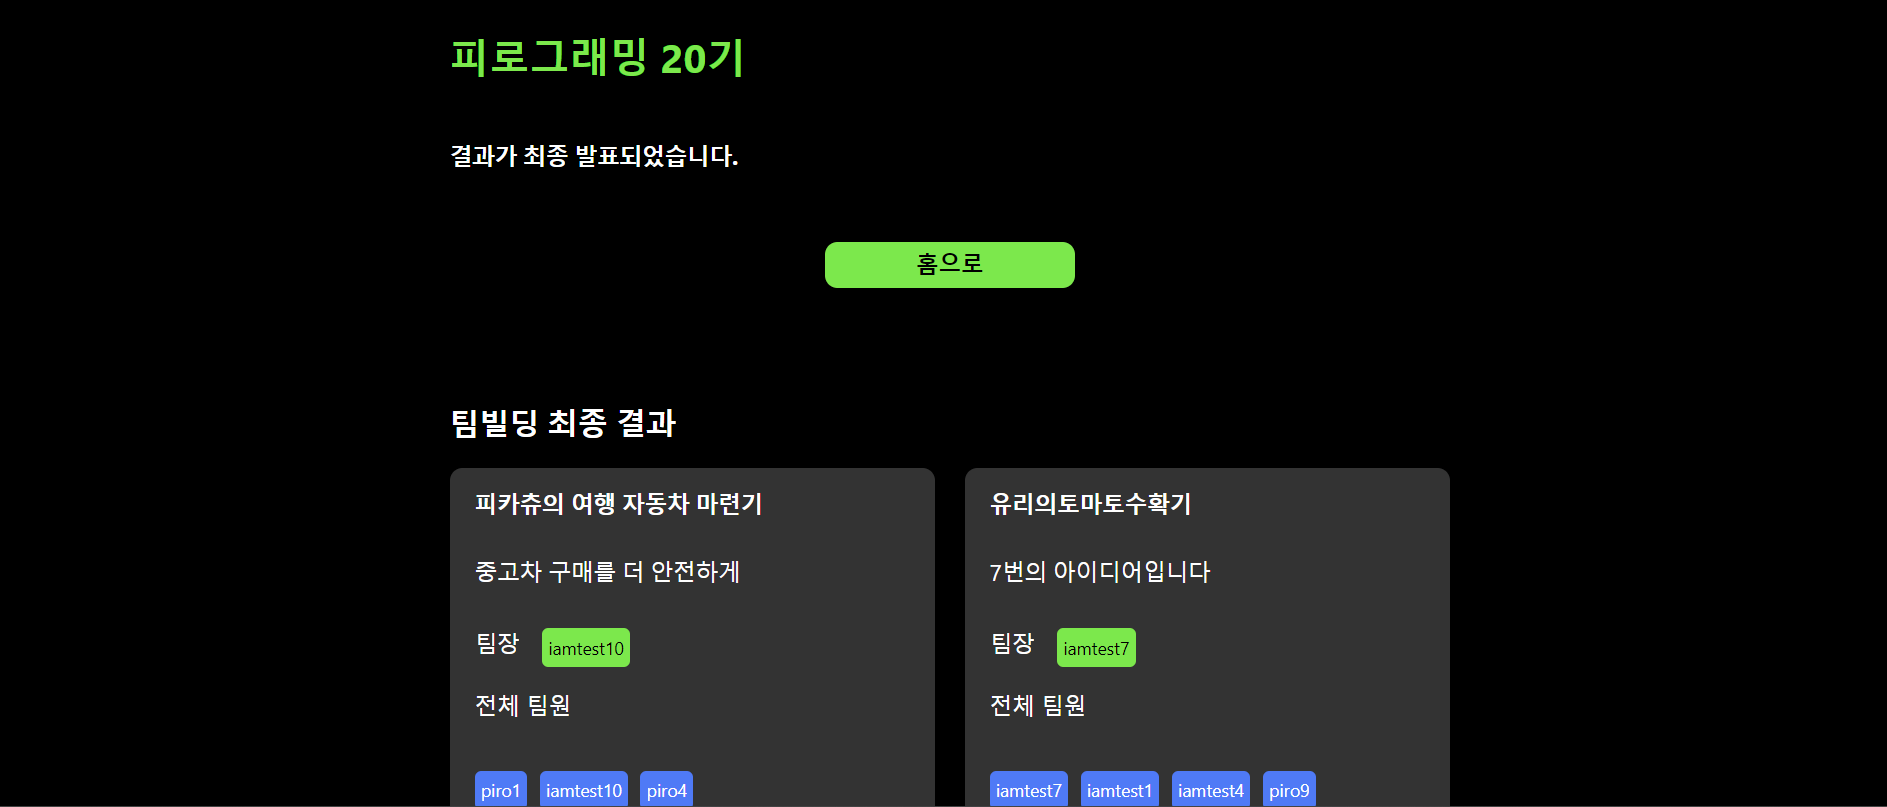 피로그래밍 20기
결과가 최종 발표되었습니다.
홈으로
팀빌딩 최종 결과
피카츄의 여행 자동차 마련기
중고차 구매를 더 안전하게
팀장 iamtest10
전체 팀원
piro1 iamtest10 piro4
유리의토마토수확기
7번의 아이디어입니다
팀장 iamtest7
전체 팀원
iamtest7 iamtest1 iamtest4 piro9